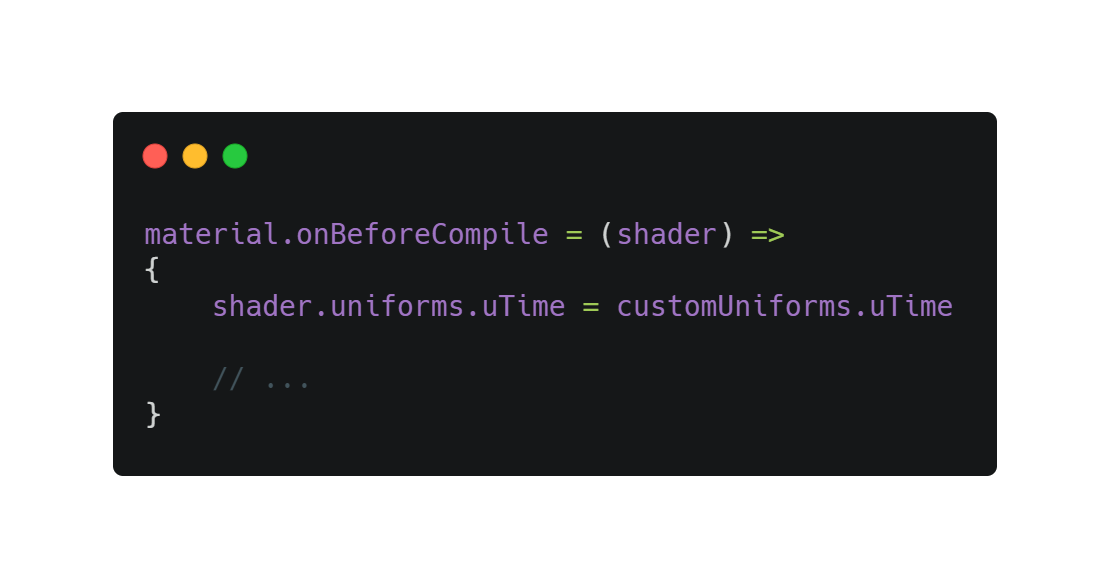 material.onBeforeCompile = (shader) =>
{
    shader.uniforms.uTime = customUniforms.uTime

    // ...
}